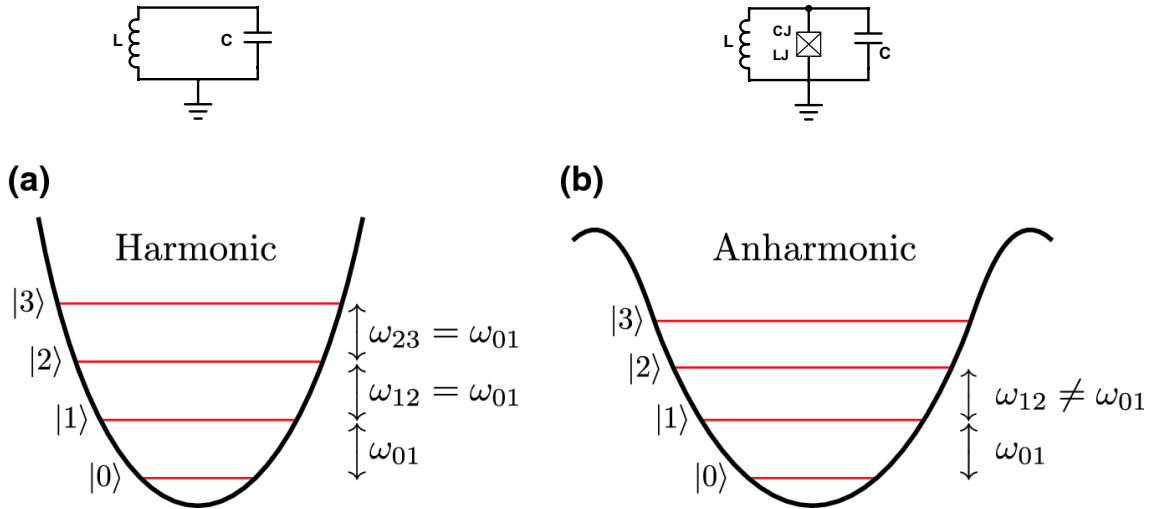 L
C
L
CJ
LJ
C
(a)
Harmonic
|3⟩
|2⟩
|1⟩
|0⟩
ω₂₃ = ω₀₁
ω₁₂ = ω₀₁
ω₀₁
(b)
Anharmonic
|3⟩
|2⟩
|1⟩
|0⟩
ω₁₂ ≠ ω₀₁
ω₀₁